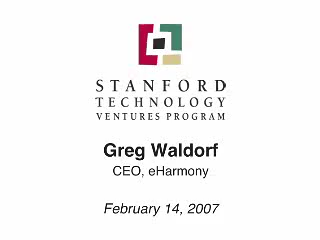 STANFORD
TECHNOLOGY
VENTURES PROGRAM
Greg Waldorf
CEO, eHarmony
February 14, 2007